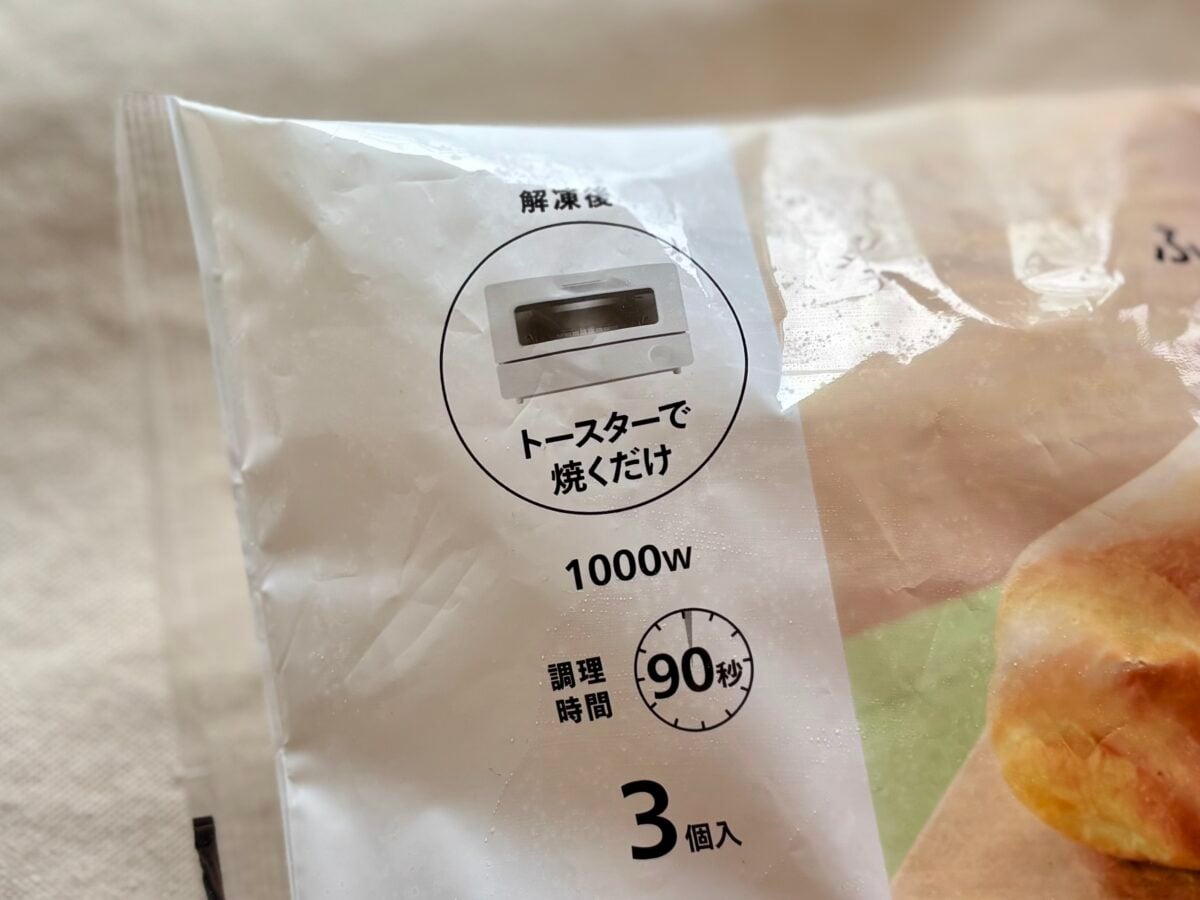 解凍後
トースターで
焼くだけ
1000w
調理
時間
90秒
3個入
ふ